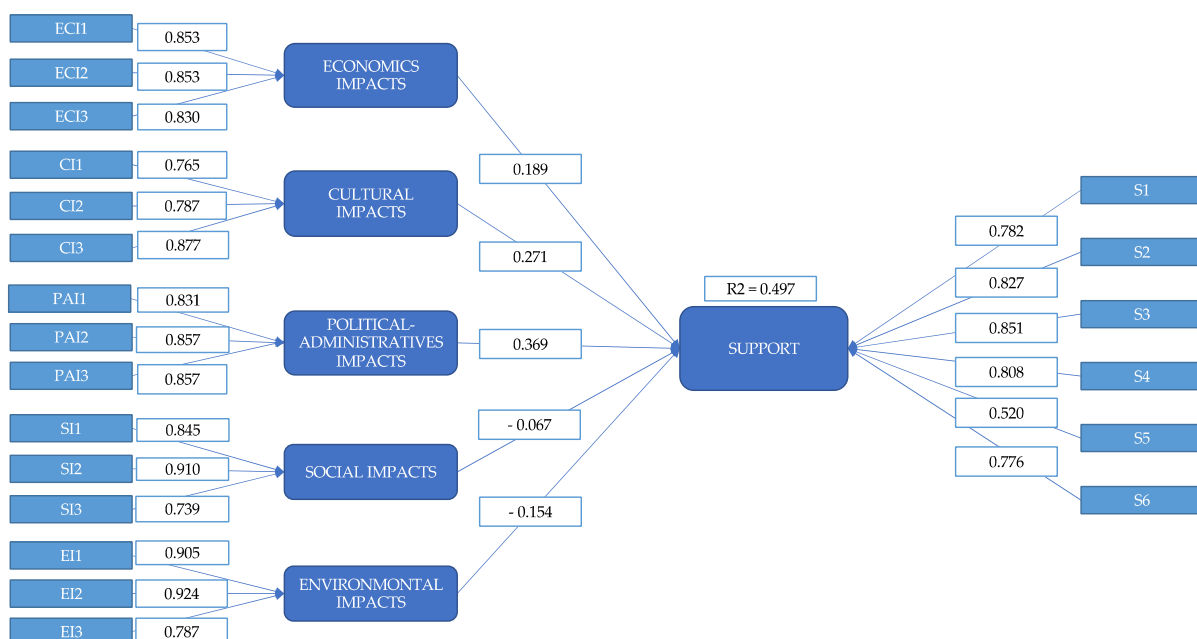 ECI1
0.853
ECI2
0.853
ECI3
0.830
ECONOMICS
IMPACTS
CI1
0.765
CI2
0.787
CI3
0.877
CULTURAL
IMPACTS
PAI1
0.831
PAI2
0.857
PAI3
0.857
POLITICAL-
ADMINISTRATIVES
IMPACTS
SI1
0.845
SI2
0.910
SI3
0.739
SOCIAL IMPACTS
EI1
0.905
EI2
0.924
EI3
0.787
ENVIRONMONTAL
IMPACTS
0.189
0.271
0.369
- 0.067
- 0.154
R2 = 0.497
SUPPORT
0.782
0.827
0.851
0.808
0.520
0.776
S1
S2
S3
S4
S5
S6